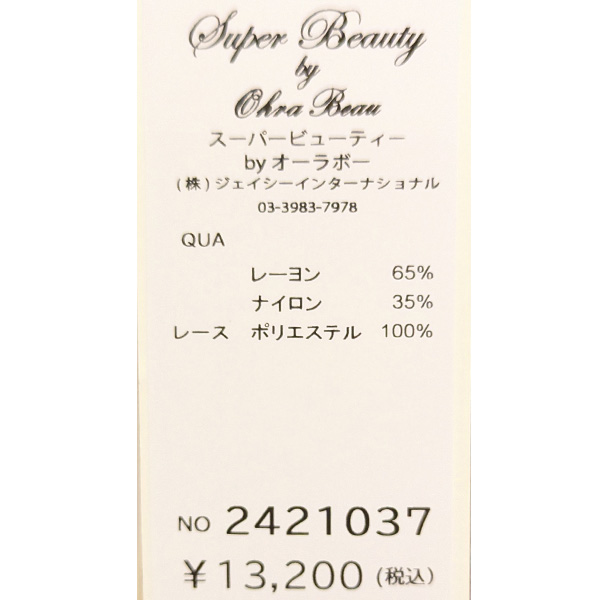 Super Beauty
by
Ohra Beau
スーパービューティー
by オーラボー
(株)ジェイシーインターナショナル
03-3983-7978
QUA
レーヨン 65%
ナイロン 35%
レース ポリエステル 100%
NO 2421037
¥13,200(税込)